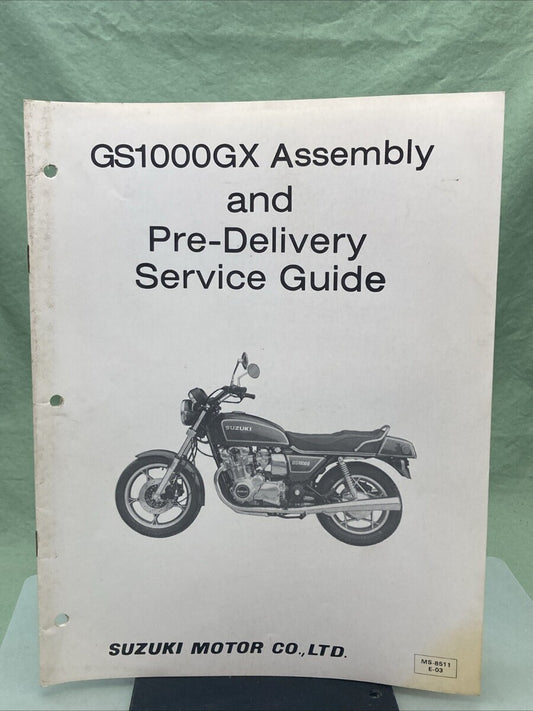 GS1000GX Assembly
and
Pre-Delivery
Service Guide
SUZUKI
SUZUKI MOTOR CO.,LTD.
MS-8511
E-03